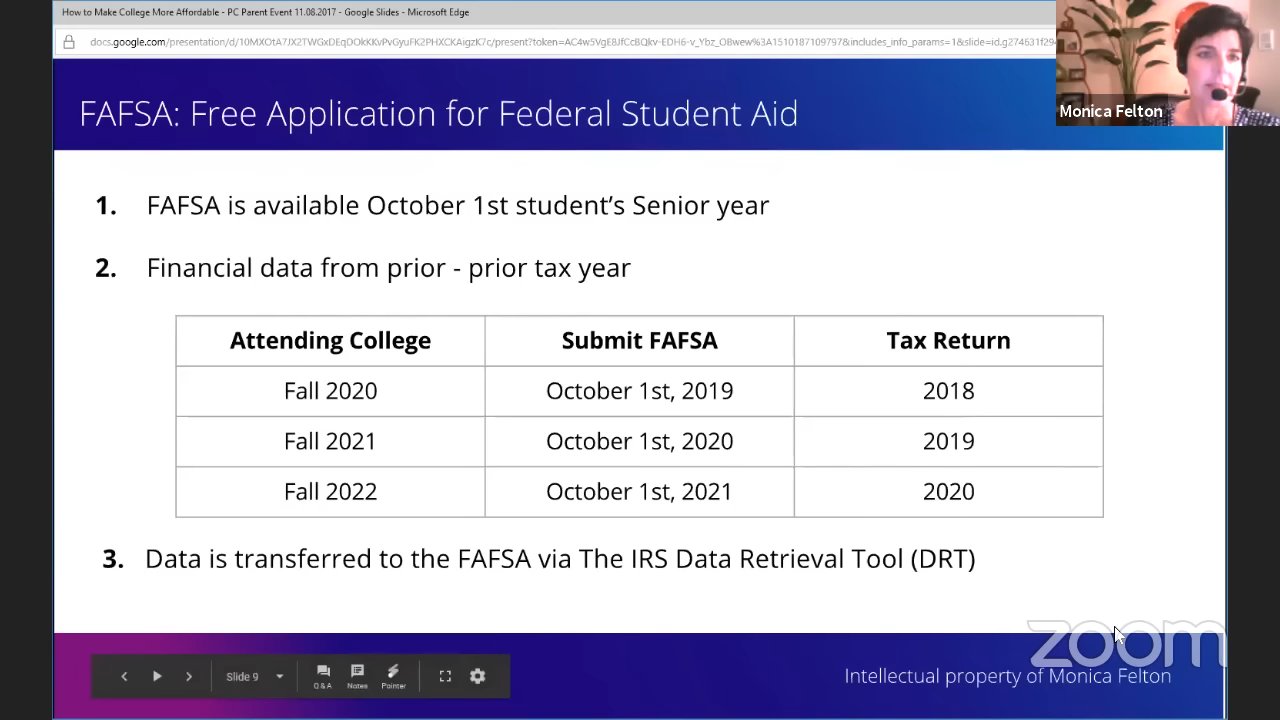 How to Make College More Affordable - PC Parent Event 11.08.2017 - Google Slides - Microsoft Edge
Monica Felton
FAFSA: Free Application for Federal Student Aid
1. FAFSA is available October 1st student's Senior year
2. Financial data from prior - prior tax year
Attending College Submit FAFSA Tax Return
Fall 2020 October 1st, 2019 2018
Fall 2021 October 1st, 2020 2019
Fall 2022 October 1st, 2021 2020
3. Data is transferred to the FAFSA via The IRS Data Retrieval Tool (DRT)
zoom
Slide 9 Q & A Notes Pointer
Intellectual property of Monica Felton